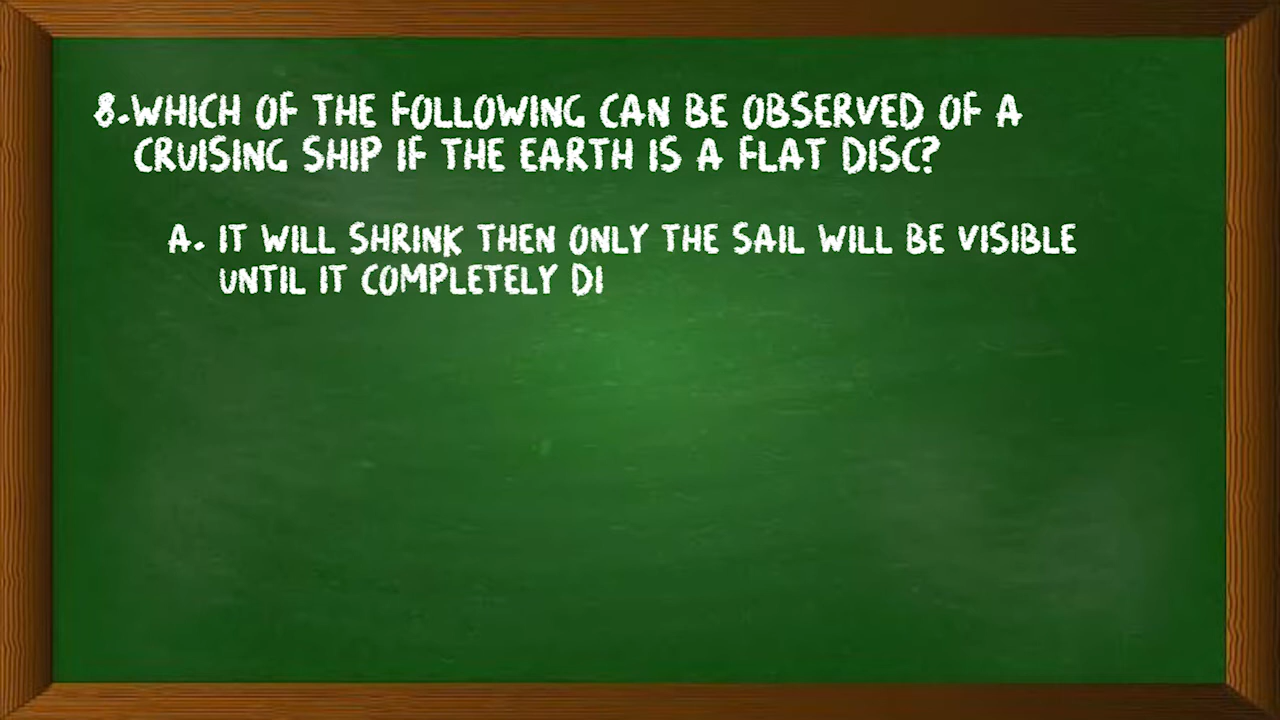 8.WHICH OF THE FOLLOWING CAN BE OBSERVED OF A
CRUISING SHIP IF THE EARTH IS A FLAT DISC?
A. IT WILL SHRINK THEN ONLY THE SAIL WILL BE VISIBLE
UNTIL IT COMPLETELY DI